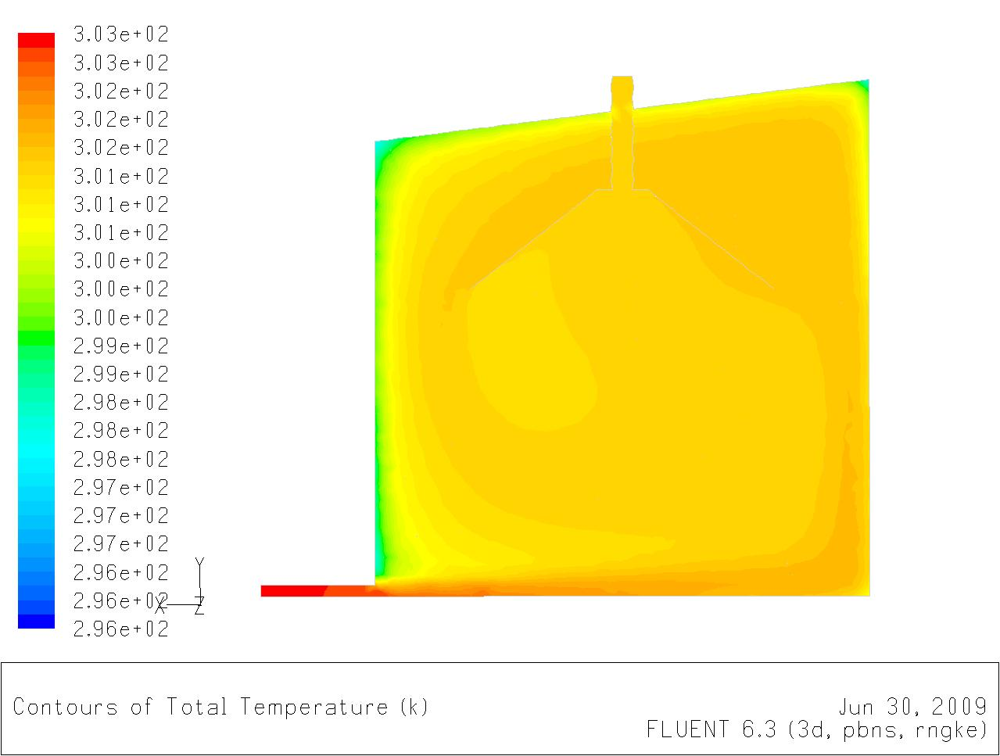 3.03e+02
3.03e+02
3.02e+02
3.02e+02
3.02e+02
3.01e+02
3.01e+02
3.01e+02
3.00e+02
3.00e+02
3.00e+02
2.99e+02
2.99e+02
2.98e+02
2.98e+02
2.98e+02
2.97e+02
2.97e+02
2.97e+02
2.96e+02
2.96e+02
2.96e+02
Y
X
Z
Contours of Total Temperature (k)
Jun 30, 2009
FLUENT 6.3 (3d, pbns, rngke)